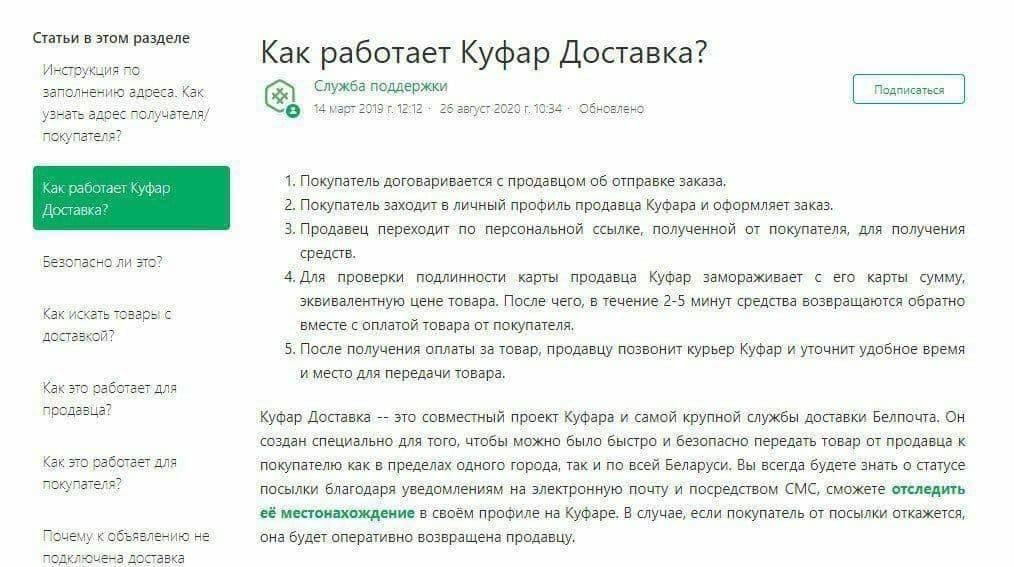 Статьи в этом разделе
Инструкция по
заполнению адреса. Как
узнать адрес получателя/
покупателя?
Как работает Куфар
Доставка?
Безопасно ли это?
Как искать товары с
доставкой?
Как это работает для
продавца?
Как это работает для
покупателя?
Почему к объявлению не
подключена доставка
Как работает Куфар Доставка?
Служба поддержки
14 март 2019 г. 12:12 · 26 август 2020 г. 10:34 · Обновлено
Подписаться
1. Покупатель договаривается с продавцом об отправке заказа.
2. Покупатель заходит в личный профиль продавца Куфара и оформляет заказ.
3. Продавец переходит по персональной ссылке, полученной от покупателя, для получения
средств.
4. Для проверки подлинности карты продавца Куфар замораживает с его карты сумму,
эквивалентную цене товара. После чего, в течение 2-5 минут средства возвращаются обратно
вместе с оплатой товара от покупателя.
5. После получения оплаты за товар, продавцу позвонит курьер Куфар и уточнит удобное время
и место для передачи товара.
Куфар Доставка -- это совместный проект Куфара и самой крупной службы доставки Белпочта. Он
создан специально для того, чтобы можно было быстро и безопасно передать товар от продавца к
покупателю как в пределах одного города, так и по всей Беларуси. Вы всегда будете знать о статусе
посылки благодаря уведомлениям на электронную почту и посредством СМС, сможете отследить
её местонахождение в своём профиле на Куфаре. В случае, если покупатель от посылки откажется,
она будет оперативно возвращена продавцу.